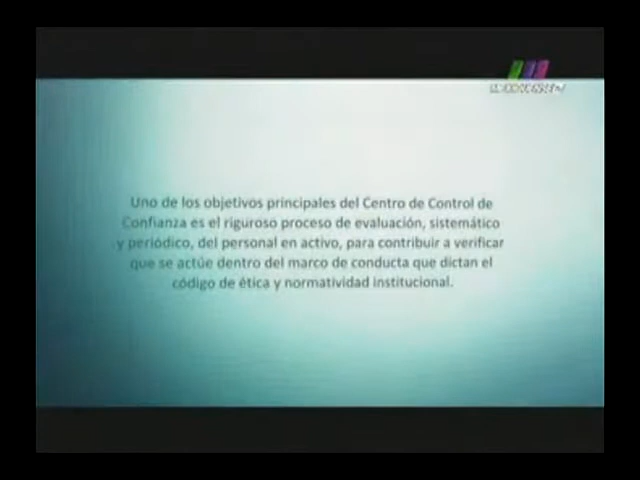 Uno de los objetivos principales del Centro de Control de
Confianza es el riguroso proceso de evaluación, sistemático
y periódico, del personal en activo, para contribuir a verificar
que se actúe dentro del marco de conducta que dictan el
código de ética y normatividad institucional.